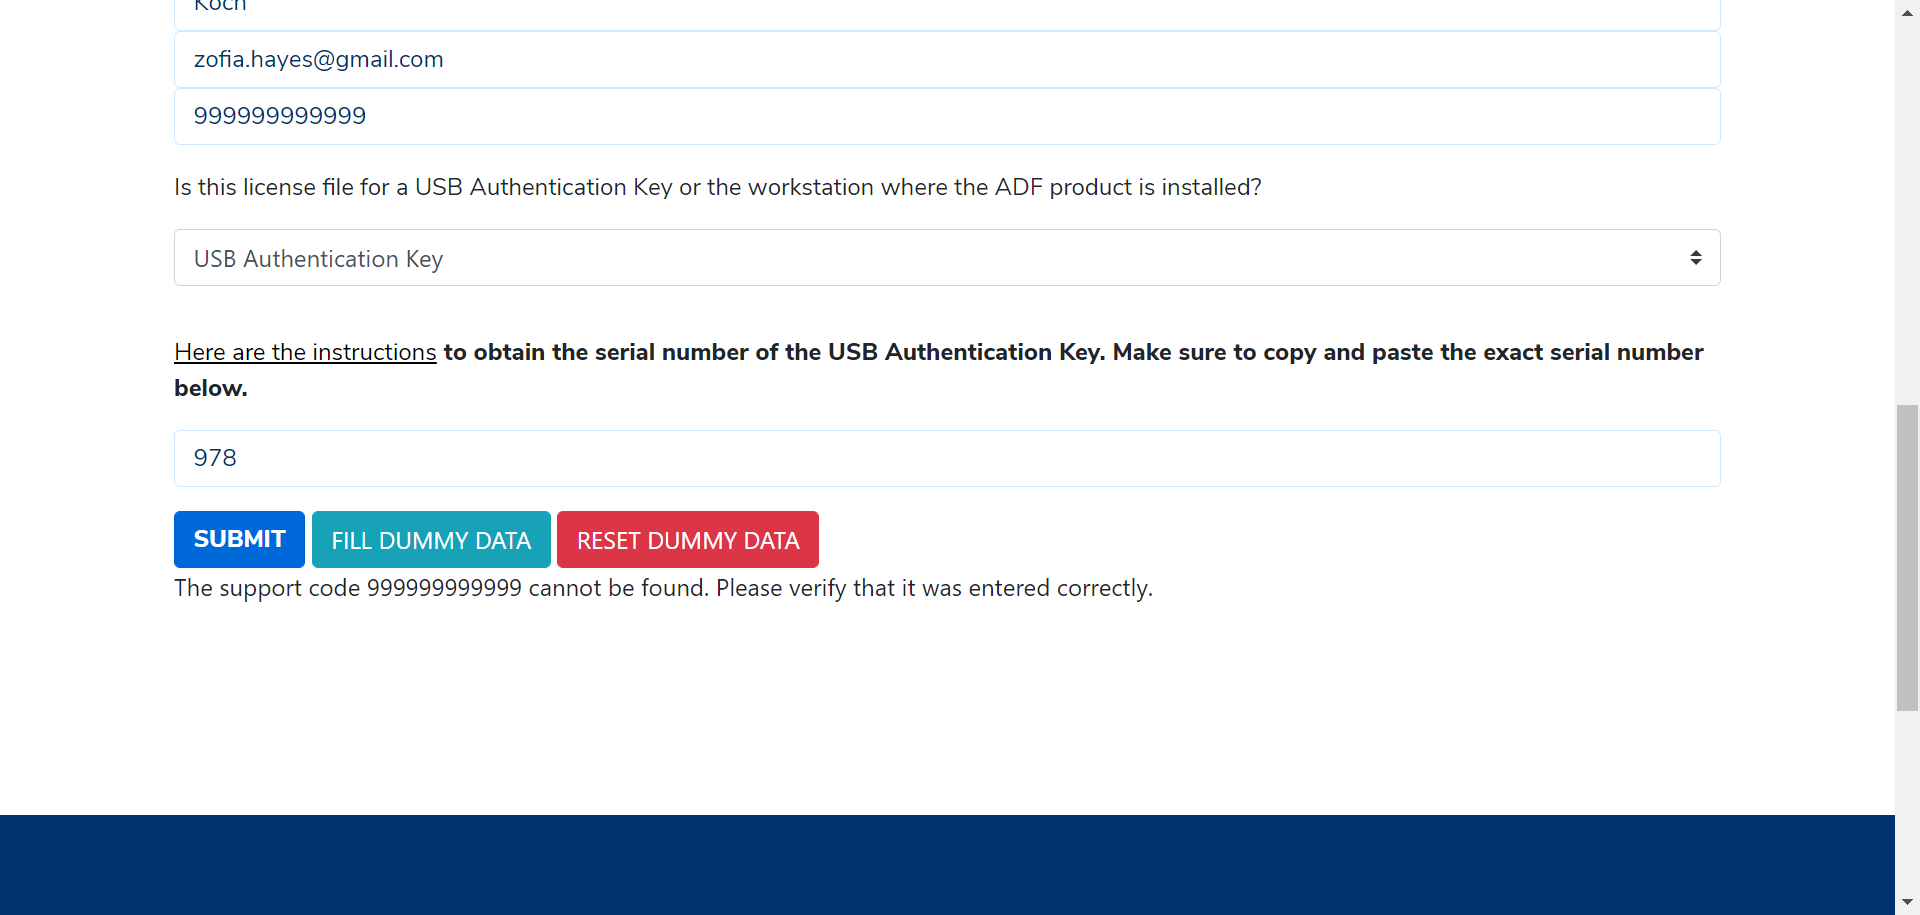 Koch
zofia.hayes@gmail.com
999999999999
Is this license file for a USB Authentication Key or the workstation where the ADF product is installed?
USB Authentication Key
Here are the instructions to obtain the serial number of the USB Authentication Key. Make sure to copy and paste the exact serial number
below.
978
SUBMIT FILL DUMMY DATA RESET DUMMY DATA
The support code 999999999999 cannot be found. Please verify that it was entered correctly.